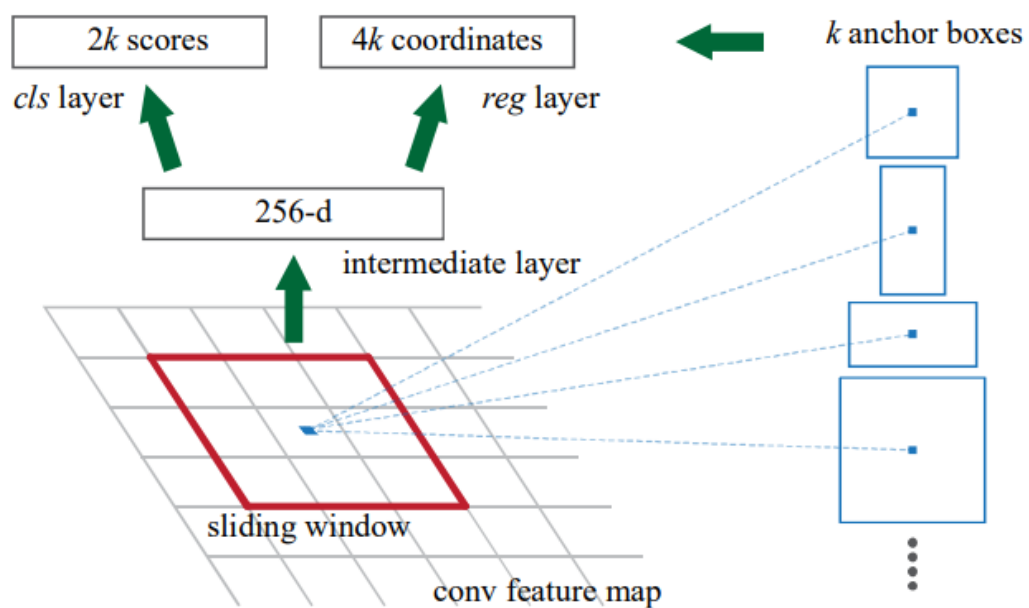 2k scores
4k coordinates
k anchor boxes
cls layer
reg layer
256-d
intermediate layer
sliding window
conv feature map